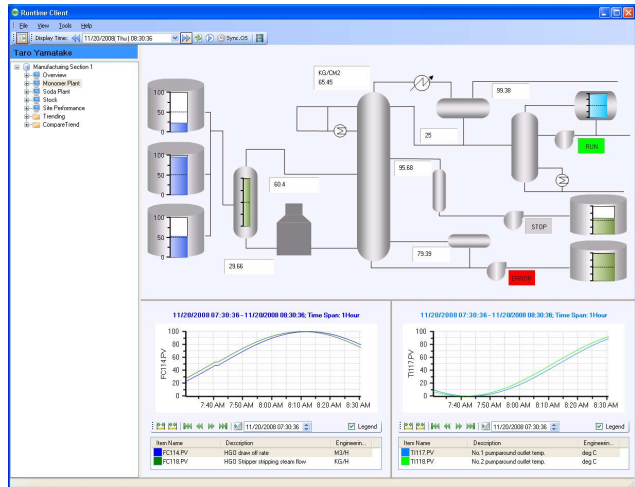 Runtime Client
File View Tools Help
Display Time: 11/20/2008( Thu) 08:30:36 Sync.OS
Taro Yamatake
Manufacturing Section 1
Overview
Monomer Plant
Soda Plant
Stock
Site Performance
Trending
CompareTrend
KG/CM2
65.45
99.38
100
50
0
25
RUN
100
50
0
60.4
95.68
100
50
0
STOP
29.66
79.39
ERROR
11/20/2008 07:30:36 - 11/20/2008 08:30:36; Time Span: 1Hour
FC114.PV
100
80
60
40
20
0
7:40 AM 7:50 AM 8:00 AM 8:10 AM 8:20 AM 8:30 AM
11/20/2008 07:30:36 Legend
Item Name Description Engineerin...
FC114.PV HGO draw off rate M3/H
FC118.PV HGO Stripper stripping steam flow KG/H
11/20/2008 07:30:36 - 11/20/2008 08:30:36; Time Span: 1Hour
TI117.PV
100
80
60
40
20
0
7:40 AM 7:50 AM 8:00 AM 8:10 AM 8:20 AM 8:30 AM
11/20/2008 07:30:36 Legend
Item Name Description Engineerin...
TI117.PV No.1 pumparound outlet temp. deg C
TI118.PV No.2 pumparound outlet temp. deg C